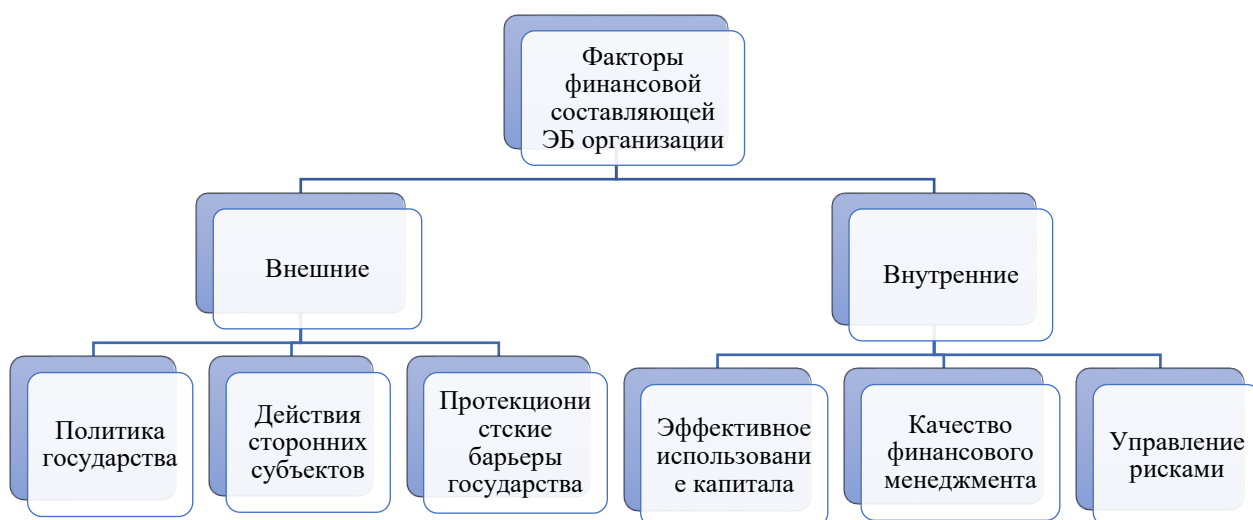 Факторы
финансовой
составляющей
ЭБ организации
Внешние
Внутренние
Политика
государства
Действия
сторонних
субъектов
Протекциони
стские
барьеры
государства
Эффективное
использовани
е капитала
Качество
финансового
менеджмента
Управление
рисками